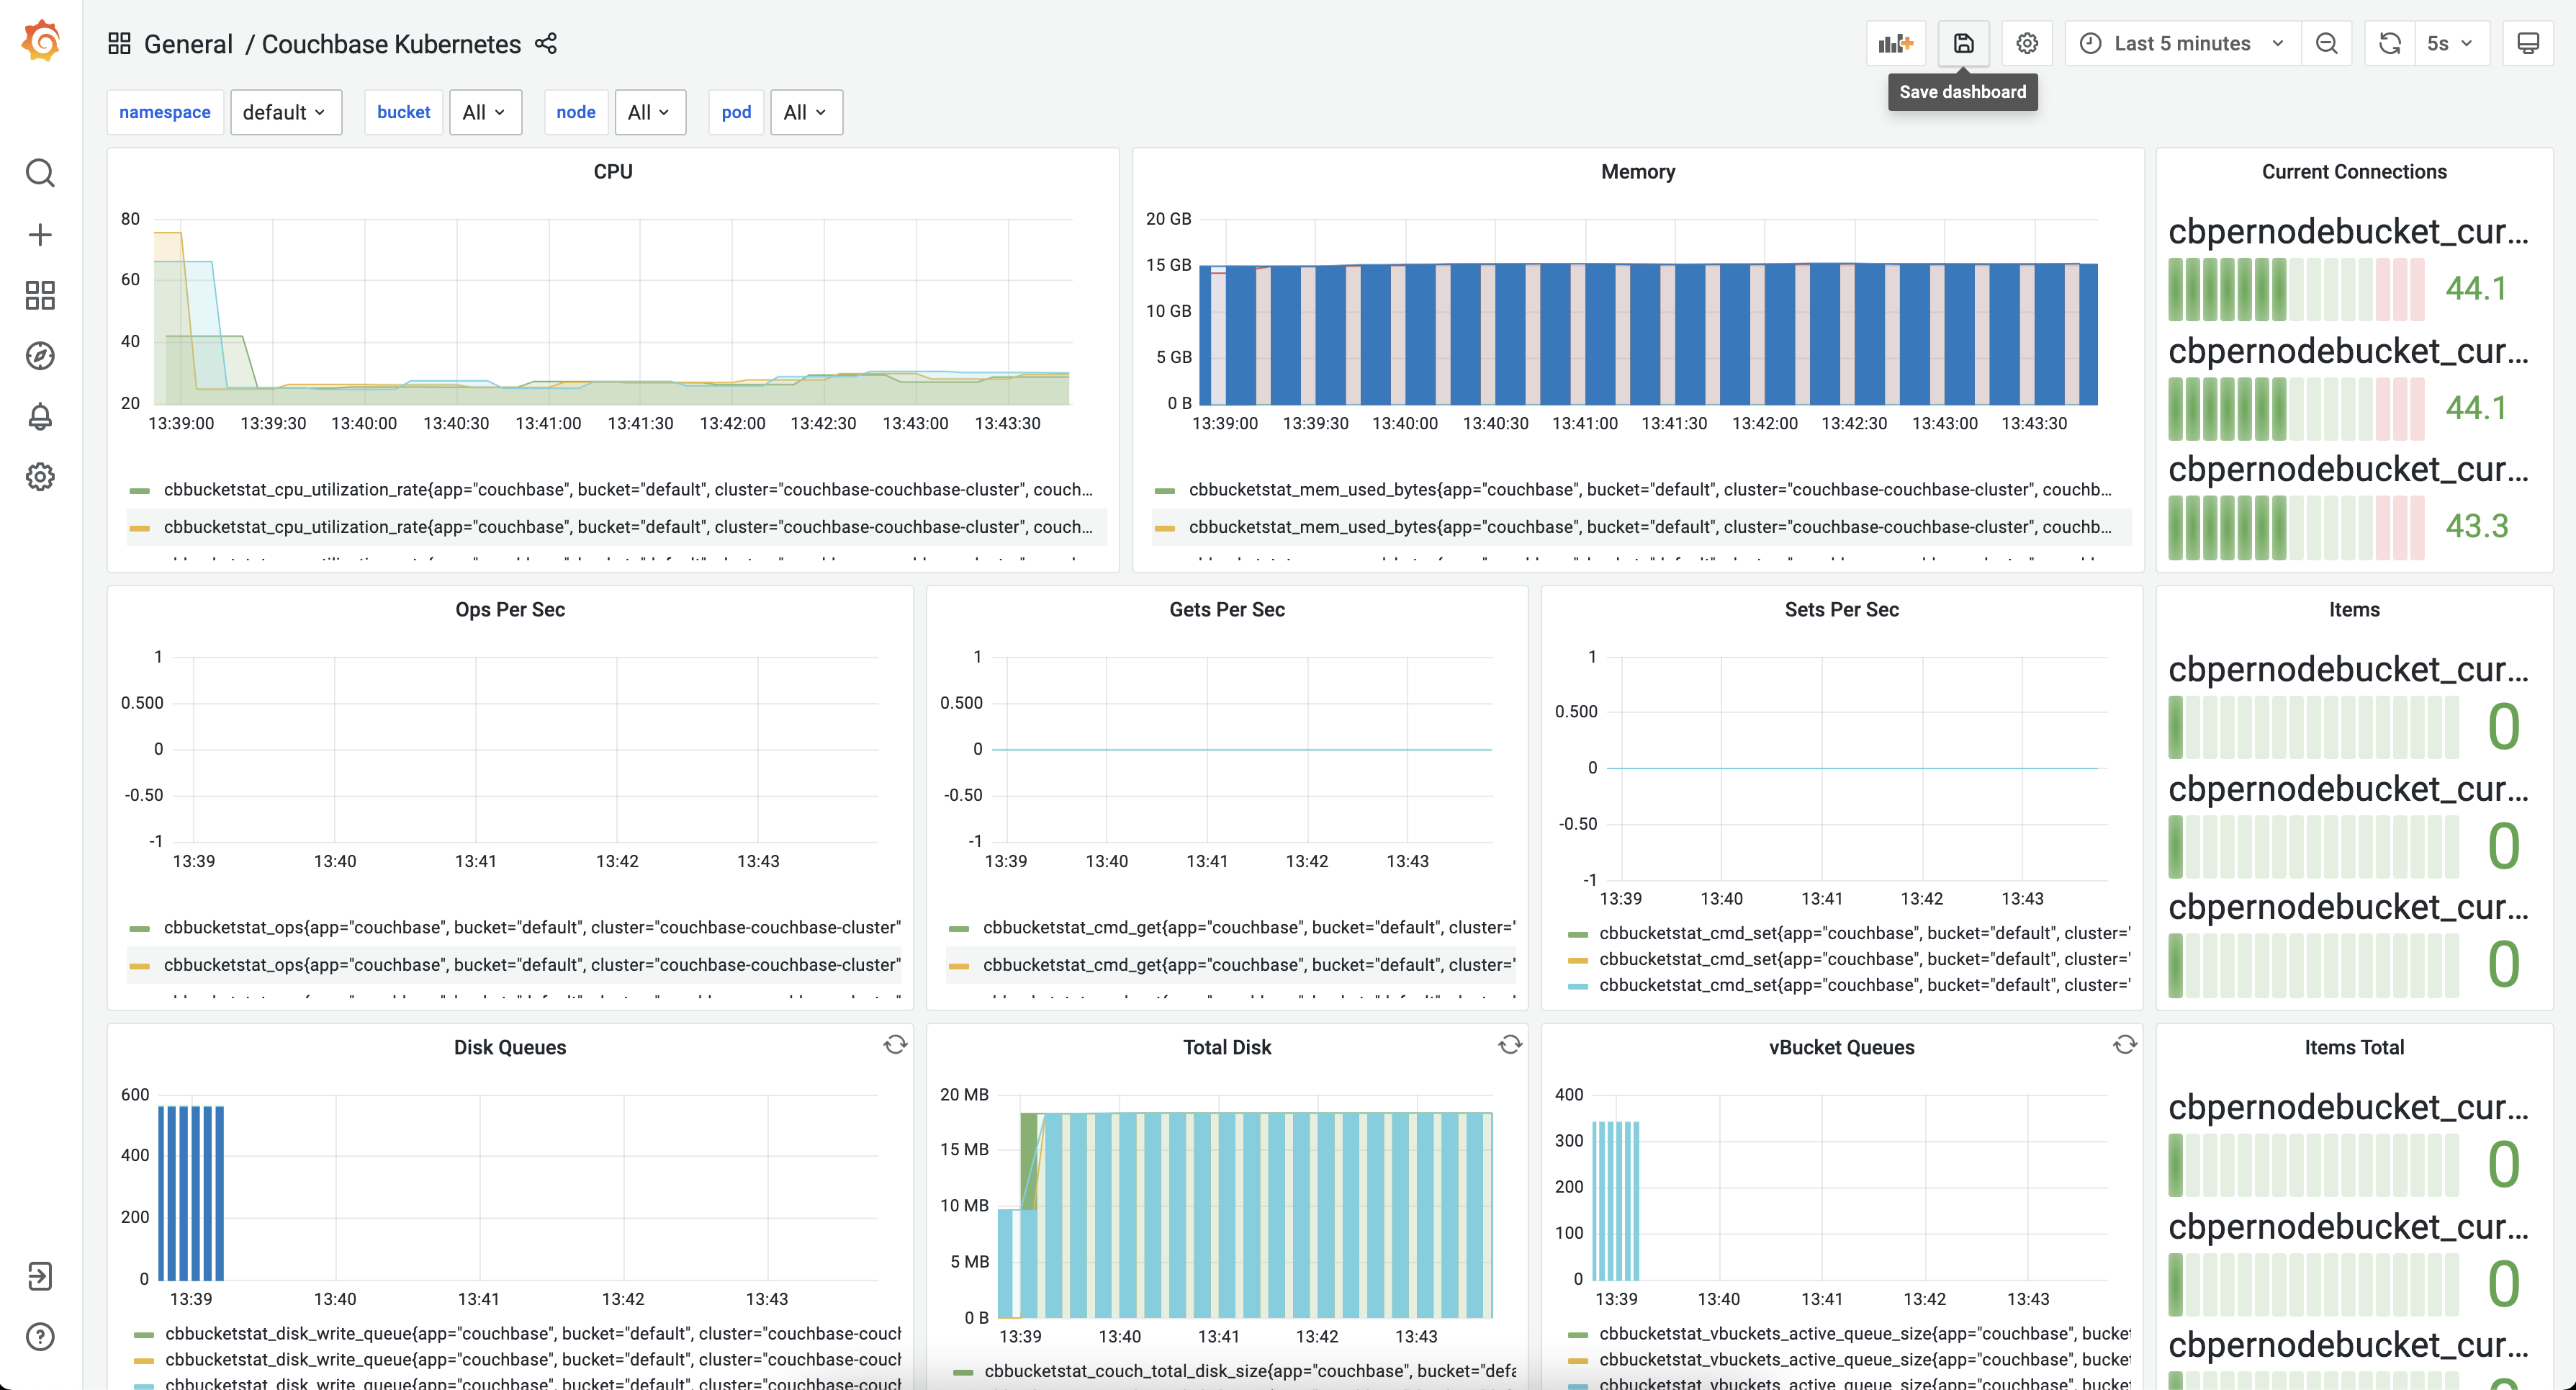 General / Couchbase Kubernetes
Last 5 minutes
5s
Save dashboard
namespace default bucket All node All pod All
CPU
80
60
40
20
13:39:00 13:39:30 13:40:00 13:40:30 13:41:00 13:41:30 13:42:00 13:42:30 13:43:00 13:43:30
cbbucketstat_cpu_utilization_rate{app="couchbase", bucket="default", cluster="couchbase-couchbase-cluster", couch...
cbbucketstat_cpu_utilization_rate{app="couchbase", bucket="default", cluster="couchbase-couchbase-cluster", couch...
Memory
20 GB
15 GB
10 GB
5 GB
0 B
13:39:00 13:39:30 13:40:00 13:40:30 13:41:00 13:41:30 13:42:00 13:42:30 13:43:00 13:43:30
cbbucketstat_mem_used_bytes{app="couchbase", bucket="default", cluster="couchbase-couchbase-cluster", couchb...
cbbucketstat_mem_used_bytes{app="couchbase", bucket="default", cluster="couchbase-couchbase-cluster", couchb...
Current Connections
cbpernodebucket_cur...
44.1
cbpernodebucket_cur...
44.1
cbpernodebucket_cur...
43.3
Ops Per Sec
1
0.500
0
-0.50
-1
13:39 13:40 13:41 13:42 13:43
cbbucketstat_ops{app="couchbase", bucket="default", cluster="couchbase-couchbase-cluster"
cbbucketstat_ops{app="couchbase", bucket="default", cluster="couchbase-couchbase-cluster"
Gets Per Sec
1
0.500
0
-0.50
-1
13:39 13:40 13:41 13:42 13:43
cbbucketstat_cmd_get{app="couchbase", bucket="default", cluster="
cbbucketstat_cmd_get{app="couchbase", bucket="default", cluster="
Sets Per Sec
1
0.500
0
-0.50
-1
13:39 13:40 13:41 13:42 13:43
cbbucketstat_cmd_set{app="couchbase", bucket="default", cluster='
cbbucketstat_cmd_set{app="couchbase", bucket="default", cluster='
cbbucketstat_cmd_set{app="couchbase", bucket="default", cluster='
Items
cbpernodebucket_cur...
0
cbpernodebucket_cur...
0
cbpernodebucket_cur...
0
Disk Queues
600
400
200
0
13:39 13:40 13:41 13:42 13:43
cbbucketstat_disk_write_queue{app="couchbase", bucket="default", cluster="couchbase-couch
cbbucketstat_disk_write_queue{app="couchbase", bucket="default", cluster="couchbase-couch
cbbucketstat_disk_write_queue{app="couchbase", bucket="default", cluster="couchbase-couch
Total Disk
20 MB
15 MB
10 MB
5 MB
0 B
13:39 13:40 13:41 13:42 13:43
cbbucketstat_couch_total_disk_size{app="couchbase", bucket="defa
vBucket Queues
400
300
200
100
0
13:39 13:40 13:41 13:42 13:43
cbbucketstat_vbuckets_active_queue_size{app="couchbase", bucket
cbbucketstat_vbuckets_active_queue_size{app="couchbase", bucket
cbbucketstat_vbuckets_active_queue_size{app="couchbase", bucket
Items Total
cbpernodebucket_cur...
0
cbpernodebucket_cur...
0
cbpernodebucket_cur...